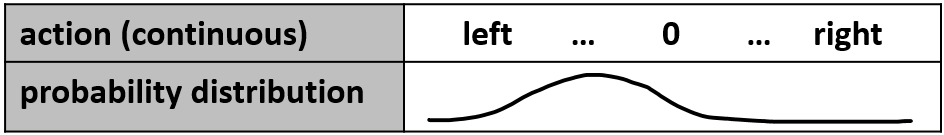 action (continuous) left ... 0 ... right
probability distribution